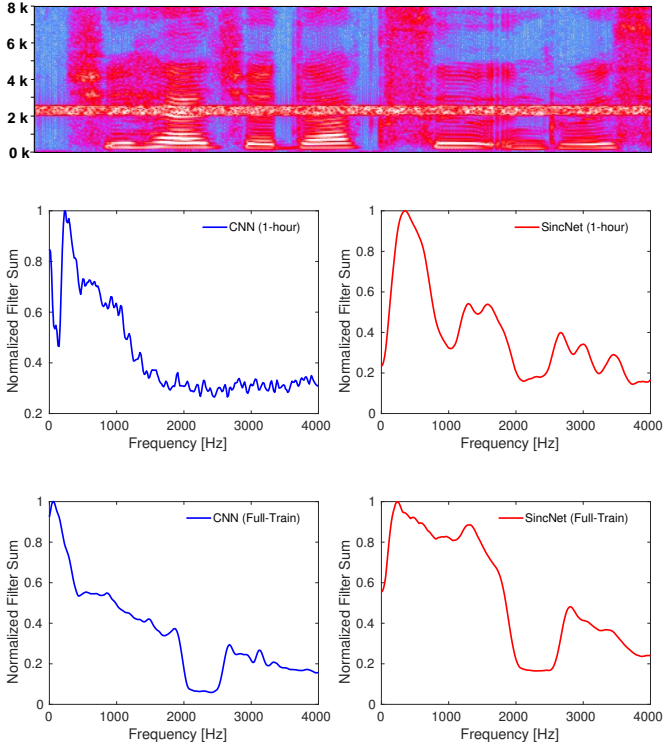 8 k
6 k
4 k
2 k
0 k
Normalized Filter Sum
1
0.8
0.6
0.4
0.2
CNN (1-hour)
0 1000 2000 3000 4000
Frequency [Hz]
Normalized Filter Sum
1
0.8
0.6
0.4
0.2
0
SincNet (1-hour)
0 1000 2000 3000 4000
Frequency [Hz]
Normalized Filter Sum
1
0.8
0.6
0.4
0.2
0
CNN (Full-Train)
0 1000 2000 3000 4000
Frequency [Hz]
Normalized Filter Sum
1
0.8
0.6
0.4
0.2
0
SincNet (Full-Train)
0 1000 2000 3000 4000
Frequency [Hz]